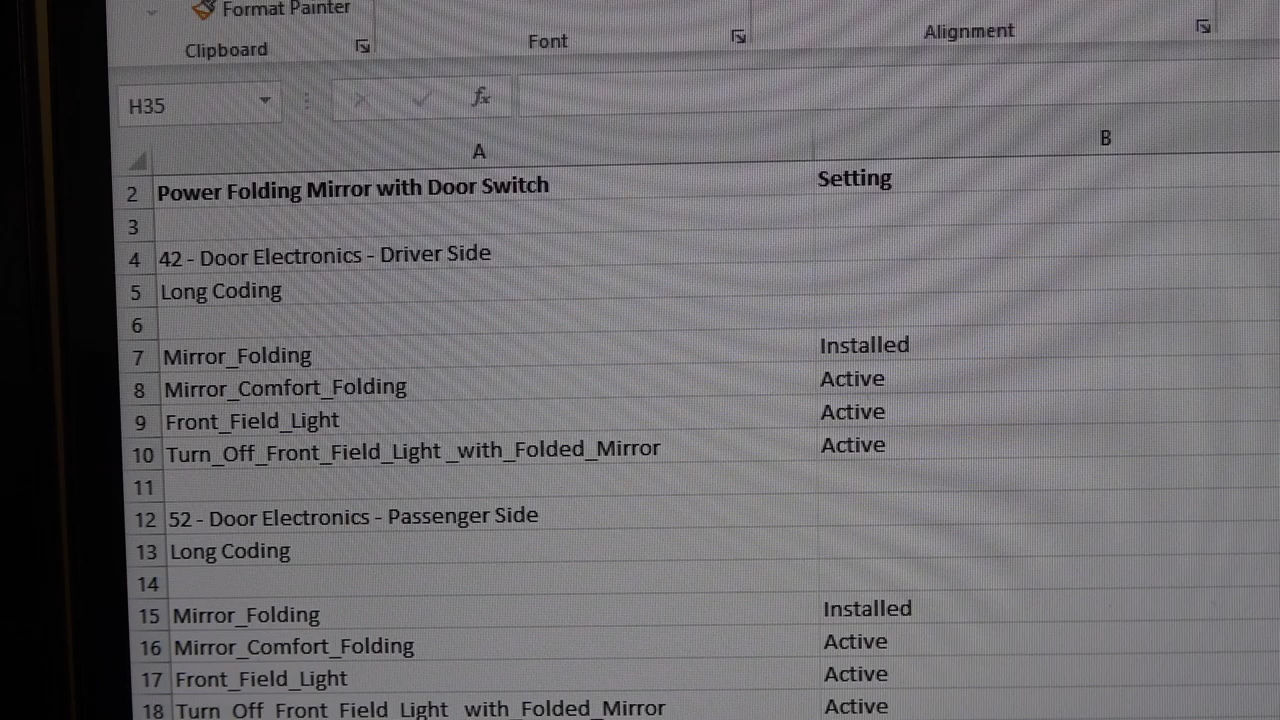 Format Painter
Clipboard
Font
Alignment
H35
fx
A B
2 Power Folding Mirror with Door Switch Setting
3
4 42 - Door Electronics - Driver Side
5 Long Coding
6
7 Mirror_Folding Installed
8 Mirror_Comfort_Folding Active
9 Front_Field_Light Active
10 Turn_Off_Front_Field_Light _with_Folded_Mirror Active
11
12 52 - Door Electronics - Passenger Side
13 Long Coding
14
15 Mirror_Folding Installed
16 Mirror_Comfort_Folding Active
17 Front_Field_Light Active
18 Turn_Off_Front_Field_Light _with_Folded_Mirror Active